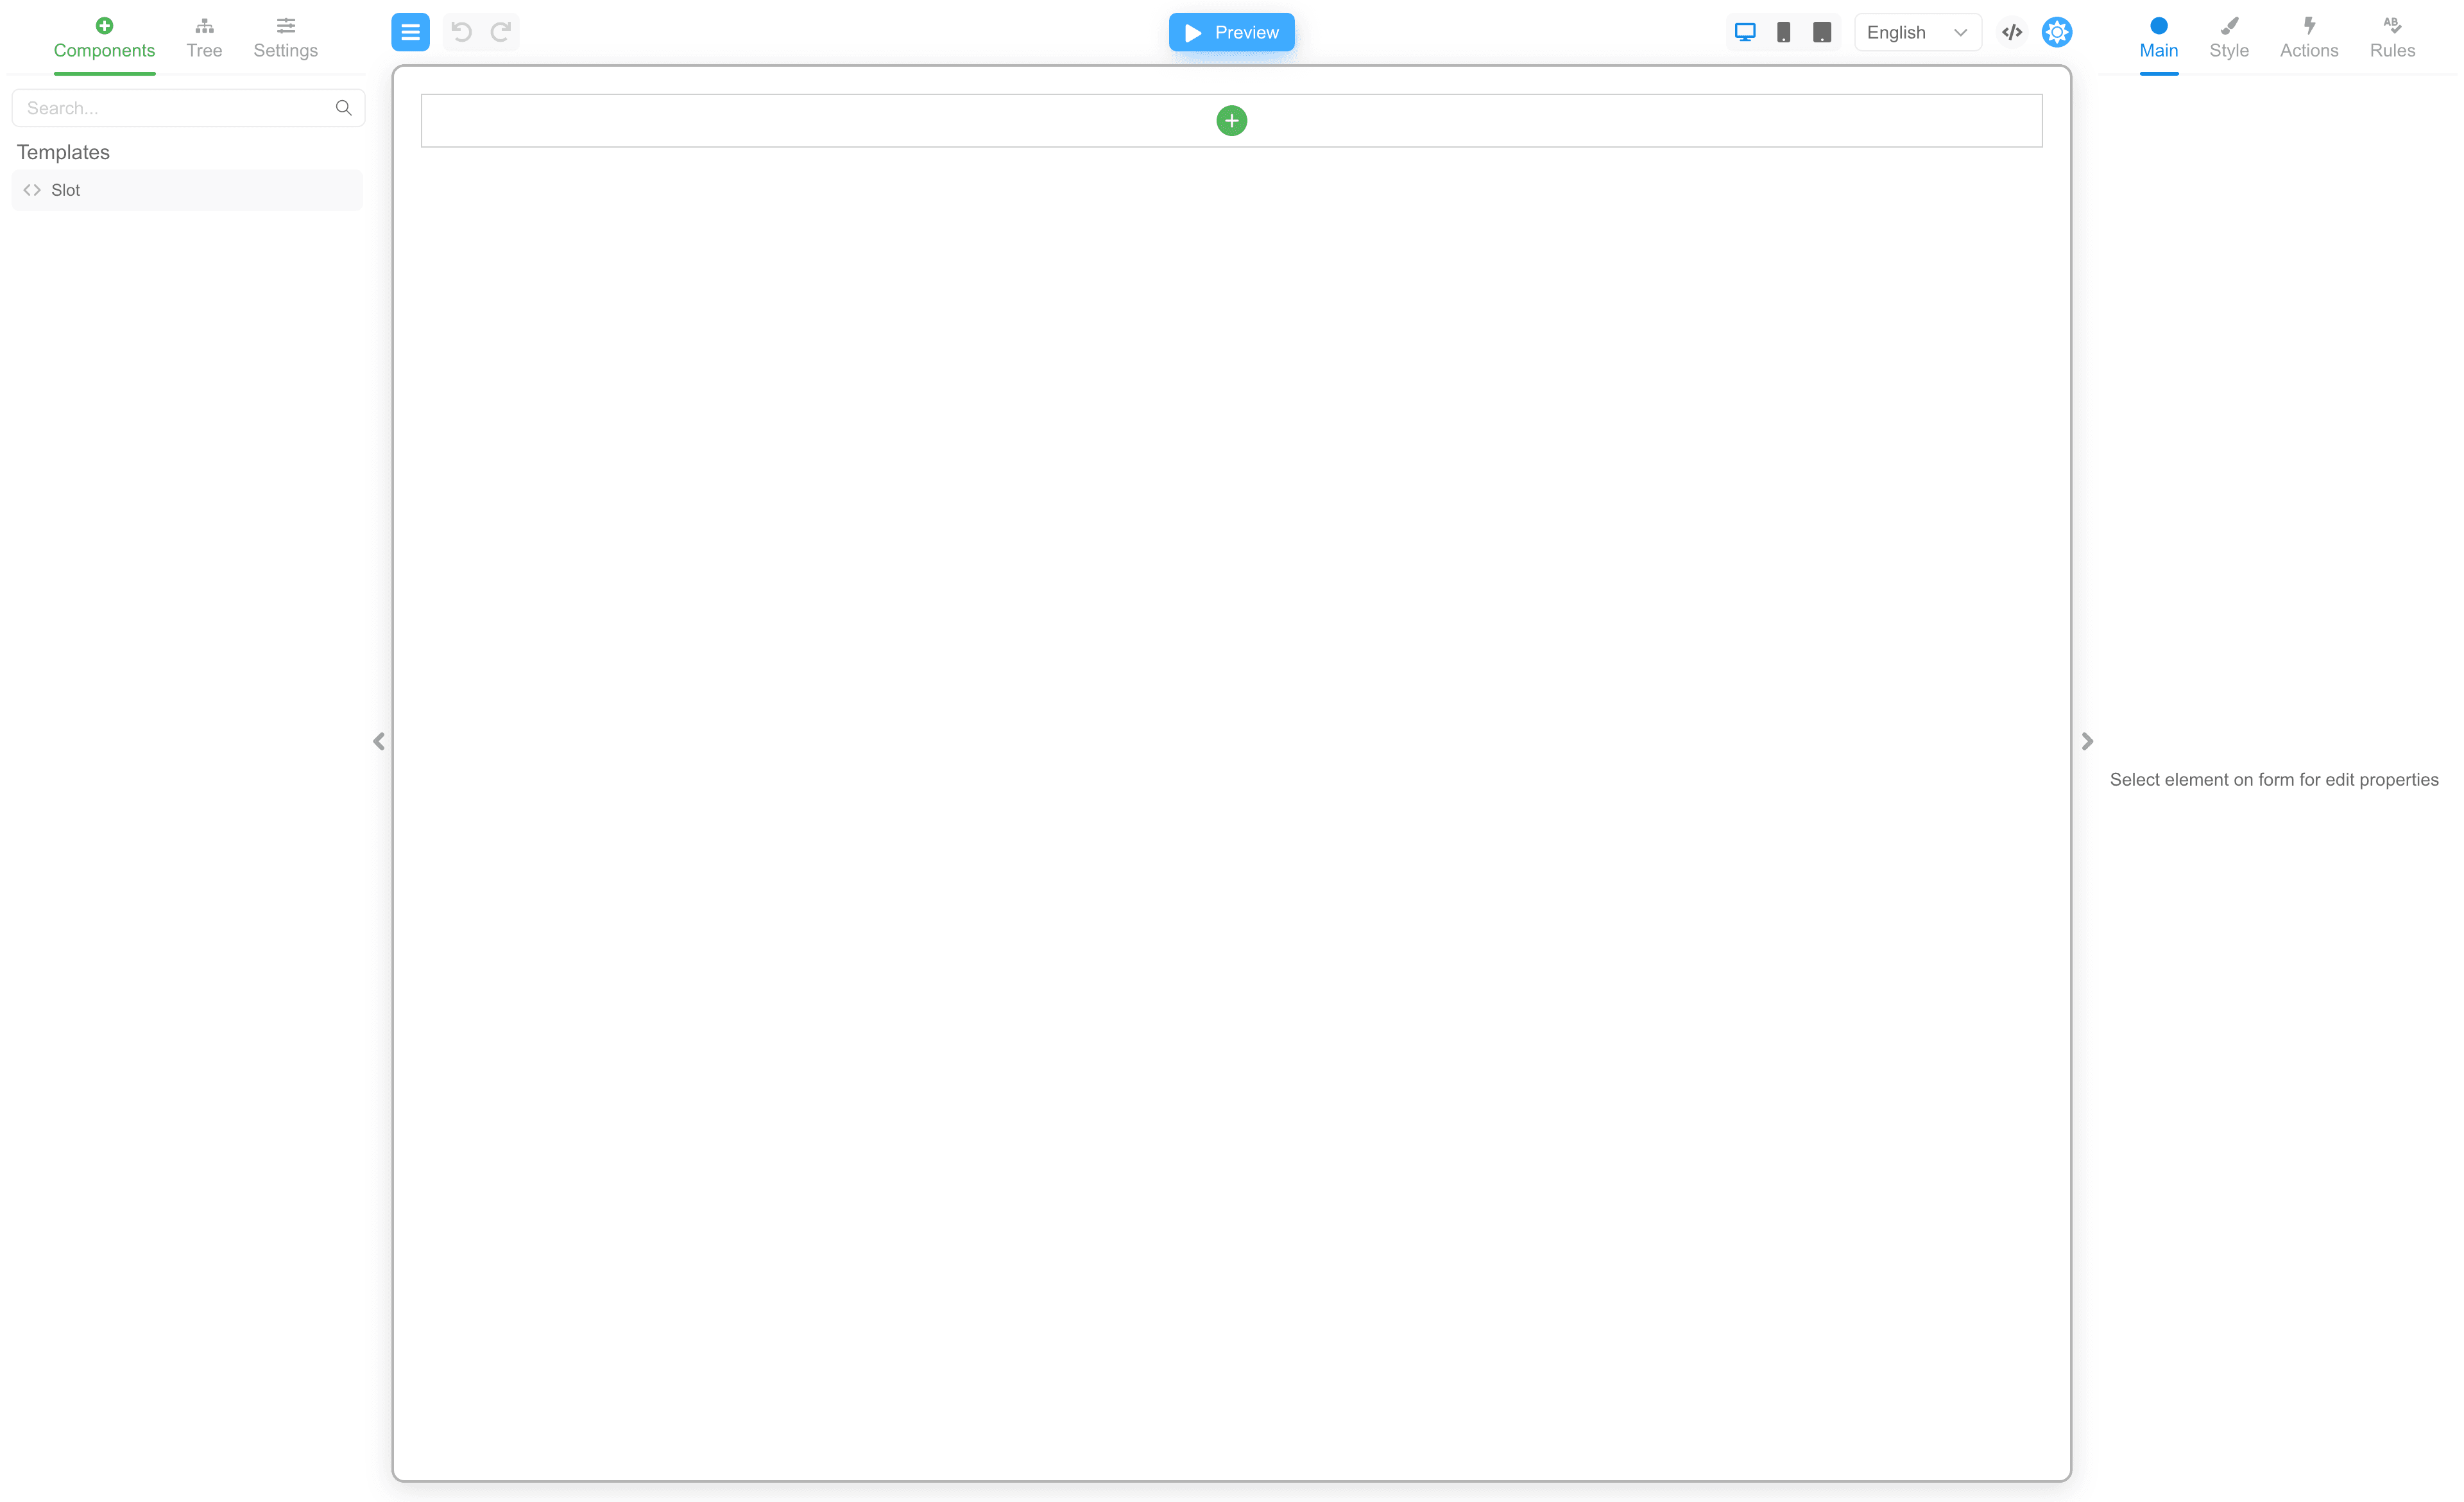 Components
Tree
Settings
Preview
English
Main
Style
Actions
AB
Rules
Search...
Templates
Slot
Select element on form for edit properties